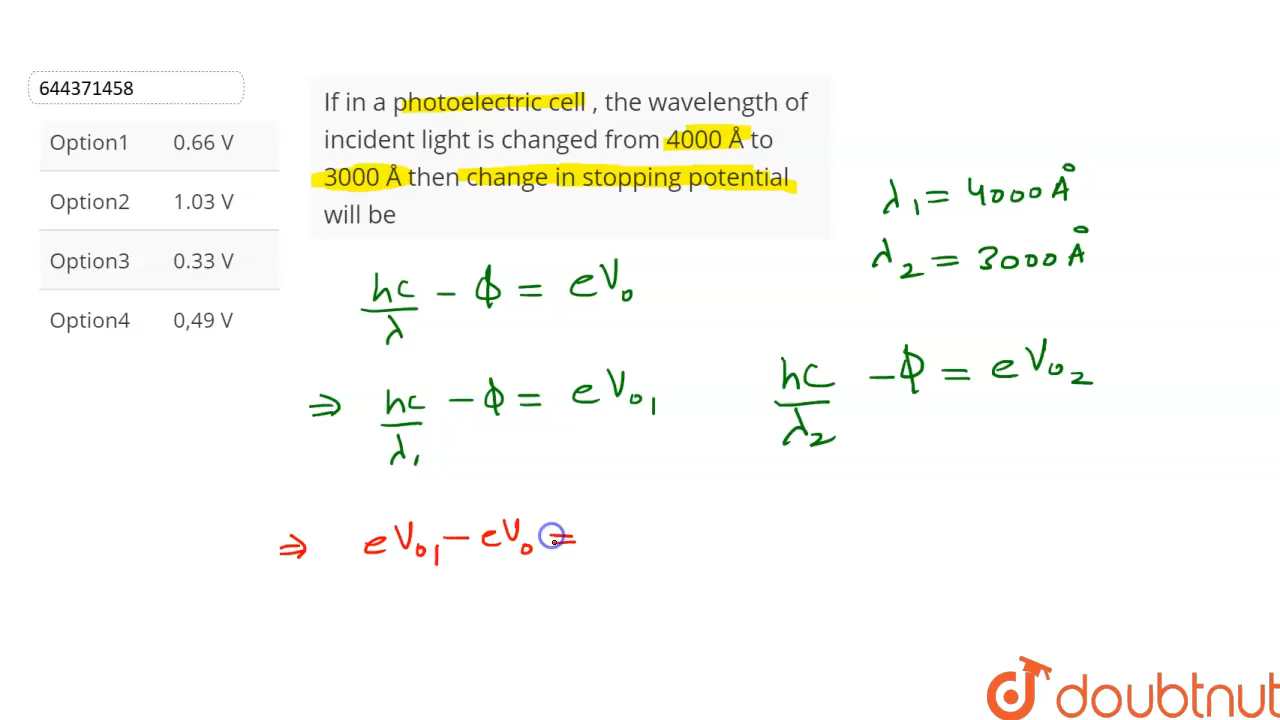 644371458
Option1 0.66 V
Option2 1.03 V
Option3 0.33 V
Option4 0,49 V
If in a photoelectric cell , the wavelength of
incident light is changed from 4000 Å to
3000 Å then change in stopping potential
will be
λ₁ = 4000 Å
λ₂ = 3000 Å
hc/λ − ϕ = eV₀
⇒ hc/λ₁ − ϕ = eV₀₁
hc/λ₂ − ϕ = eV₀₂
⇒ eV₀₁ − eV₀ =
doubtnut